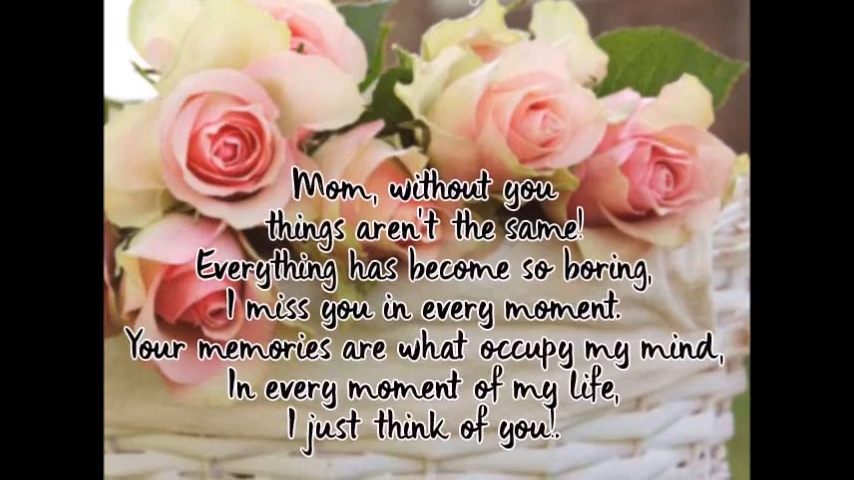 Mom, without you
things aren't the same!
Everything has become so boring,
I miss you in every moment.
Your memories are what occupy my mind,
In every moment of my life,
I just think of you!.